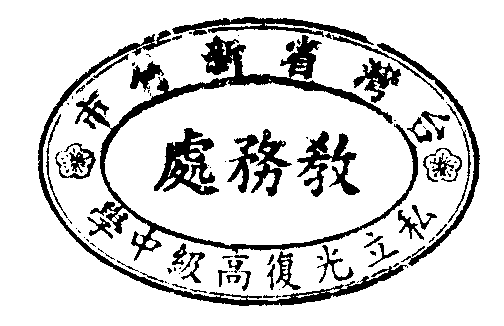 台灣省新竹市
私立光復高級中學
教務處